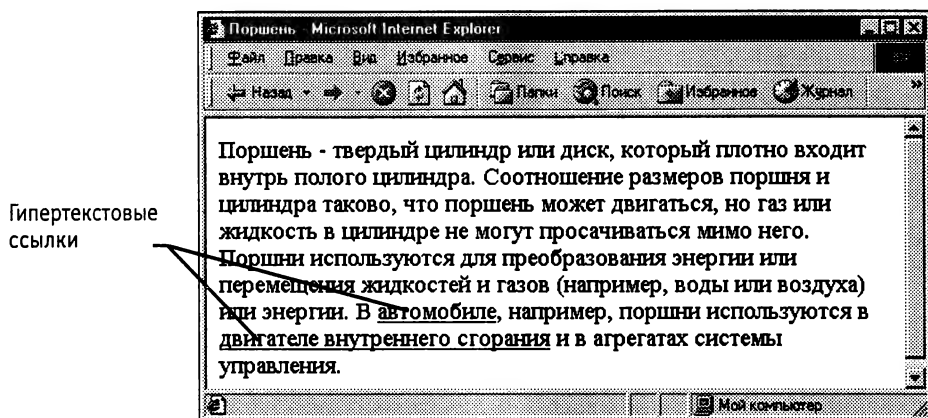 Поршень - Microsoft Internet Explorer
Файл Правка Вид Избранное Сервис Справка
Назад Папки Поиск Избранное Журнал »
Поршень - твердый цилиндр или диск, который плотно входит
внутрь полого цилиндра. Соотношение размеров поршня и
цилиндра таково, что поршень может двигаться, но газ или
жидкость в цилиндре не могут просачиваться мимо него.
Поршни используются для преобразования энергии или
перемещения жидкостей и газов (например, воды или воздуха)
или энергии. В автомобиле, например, поршни используются в
двигателе внутреннего сгорания и в агрегатах системы
управления.
Мой компьютер
Гипертекстовые
ссылки